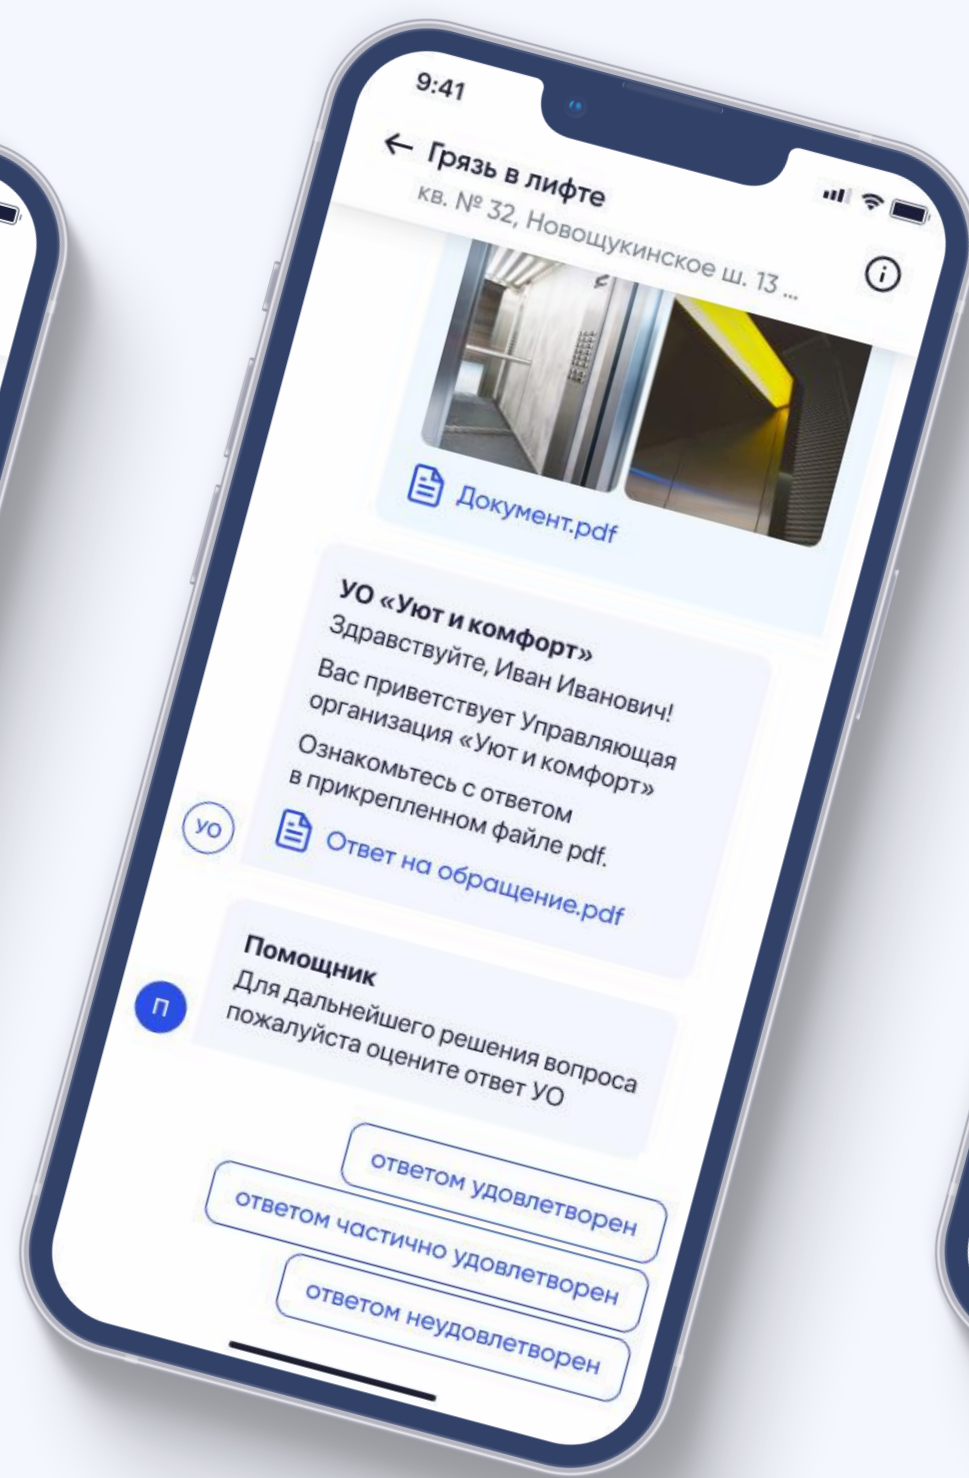 9:41
Грязь в лифте
кв. № 32, Новощукинское ш. 13 ...
Документ.pdf
УО «Уют и комфорт»
Здравствуйте, Иван Иванович!
Вас приветствует Управляющая
организация «Уют и комфорт»
Ознакомьтесь с ответом
в прикрепленном файле pdf.
УО
Ответ на обращение.pdf
Помощник
П
Для дальнейшего решения вопроса
пожалуйста оцените ответ УО
ответом удовлетворен
ответом частично удовлетворен
ответом неудовлетворен